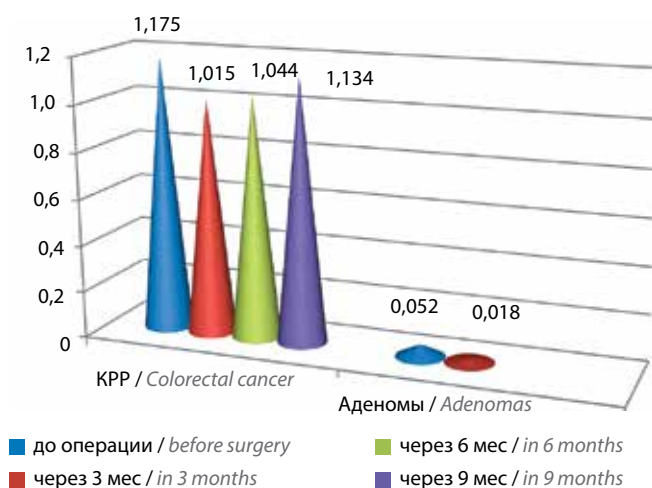 1,175
1,2
1,015
1,044
1,134
1,0
0,8
0,6
0,4
0,052
0,018
0,2
0
КРР / Colorectal cancer
Аденомы / Adenomas
до операции / before surgery
через 6 мес / in 6 months
через 3 мес / in 3 months
через 9 мес / in 9 months